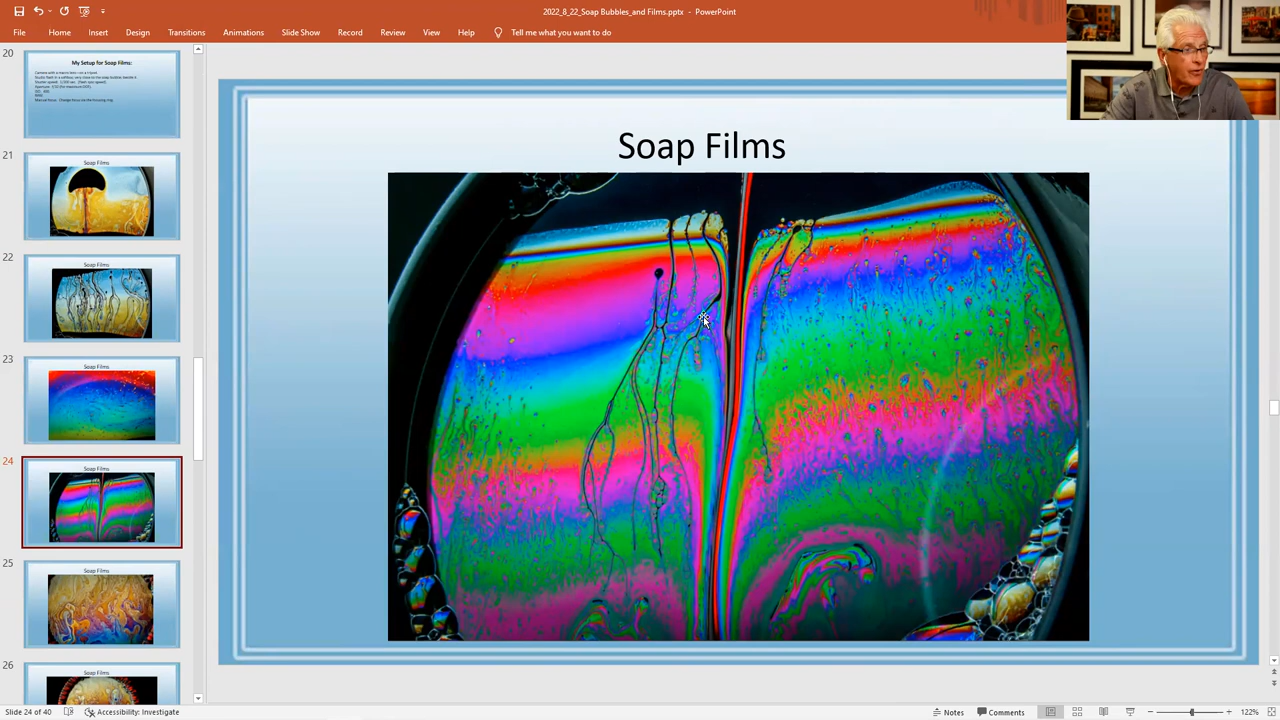 2022_8_22_Soap Bubbles_and Films.pptx - PowerPoint
File Home Insert Design Transitions Animations Slide Show Record Review View Help Tell me what you want to do
20
My Setup for Soap Films:
21
Soap Films
22
Soap Films
23
Soap Films
24
Soap Films
25
Soap Films
26
Soap Films
Soap Films
Slide 24 of 40 Accessibility: Investigate Notes Comments 122%